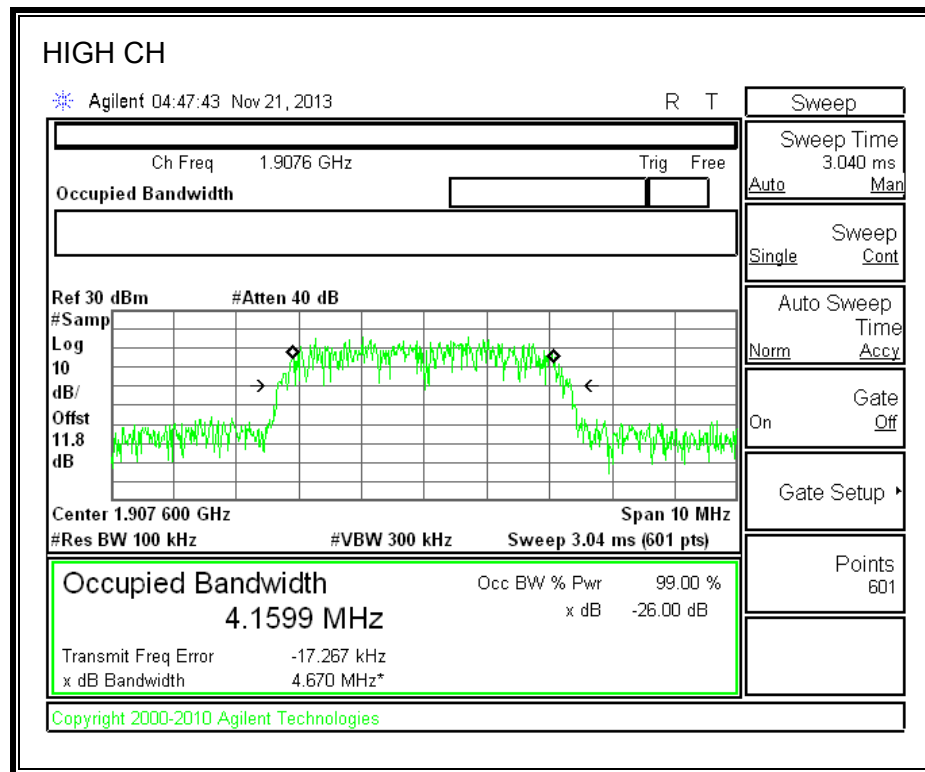 HIGH CH
Agilent 04:47:43 Nov 21, 2013 R T
Ch Freq 1.9076 GHz Trig Free
Occupied Bandwidth
Ref 30 dBm #Atten 40 dB
#Samp
Log
10
dB/
Offst
11.8
dB
Center 1.907 600 GHz Span 10 MHz
#Res BW 100 kHz #VBW 300 kHz Sweep 3.04 ms (601 pts)
Occupied Bandwidth Occ BW % Pwr 99.00 %
4.1599 MHz x dB -26.00 dB
Transmit Freq Error -17.267 kHz
x dB Bandwidth 4.670 MHz*
Copyright 2000-2010 Agilent Technologies
Sweep
Sweep Time
3.040 ms
Auto Man
Sweep
Single Cont
Auto Sweep
Time
Norm Accy
Gate
On Off
Gate Setup
Points
601